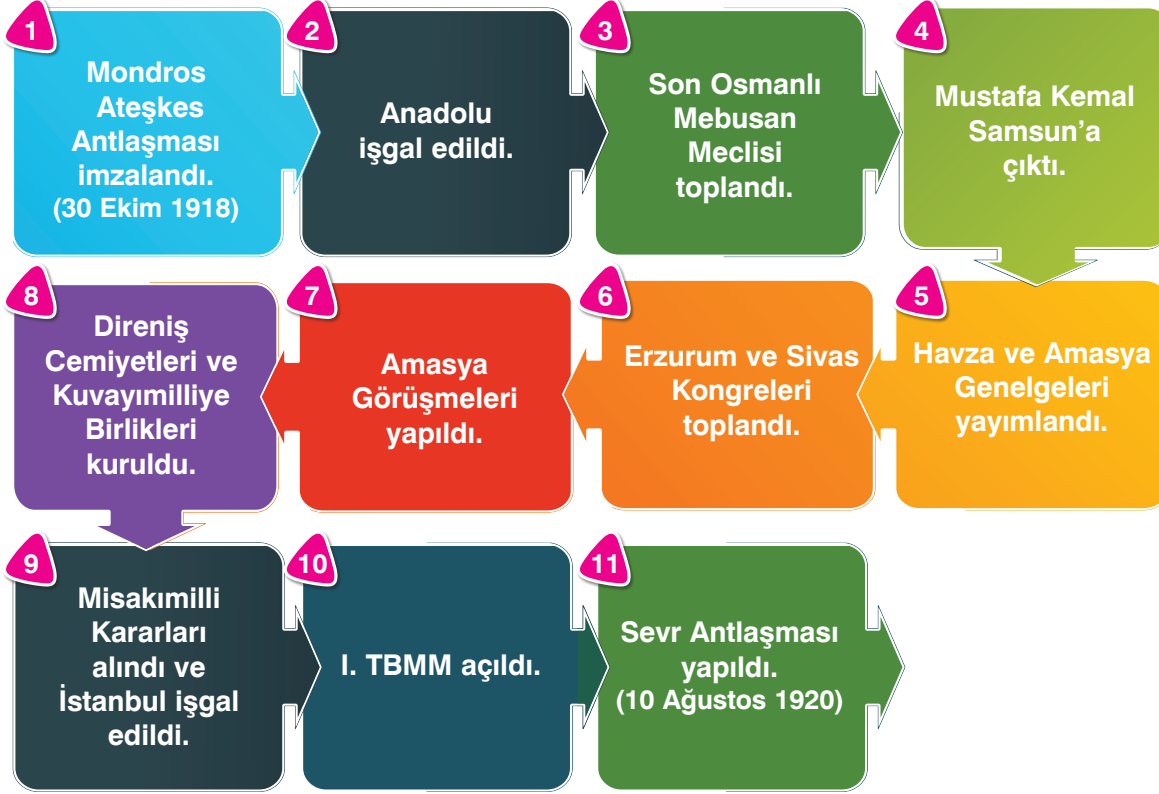 1
Mondros
Ateşkes
Antlaşması
imzalandı.
(30 Ekim 1918)
2
Anadolu
işgal edildi.
3
Son Osmanlı
Mebusan
Meclisi
toplandı.
4
Mustafa Kemal
Samsun’a
çıktı.
5
Havza ve Amasya
Genelgeleri
yayımlandı.
6
Erzurum ve Sivas
Kongreleri
toplandı.
7
Amasya
Görüşmeleri
yapıldı.
8
Direniş
Cemiyetleri ve
Kuvayımilliye
Birlikleri
kuruldu.
9
Misakımilli
Kararları
alındı ve
İstanbul işgal
edildi.
10
I. TBMM açıldı.
11
Sevr Antlaşması
yapıldı.
(10 Ağustos 1920)